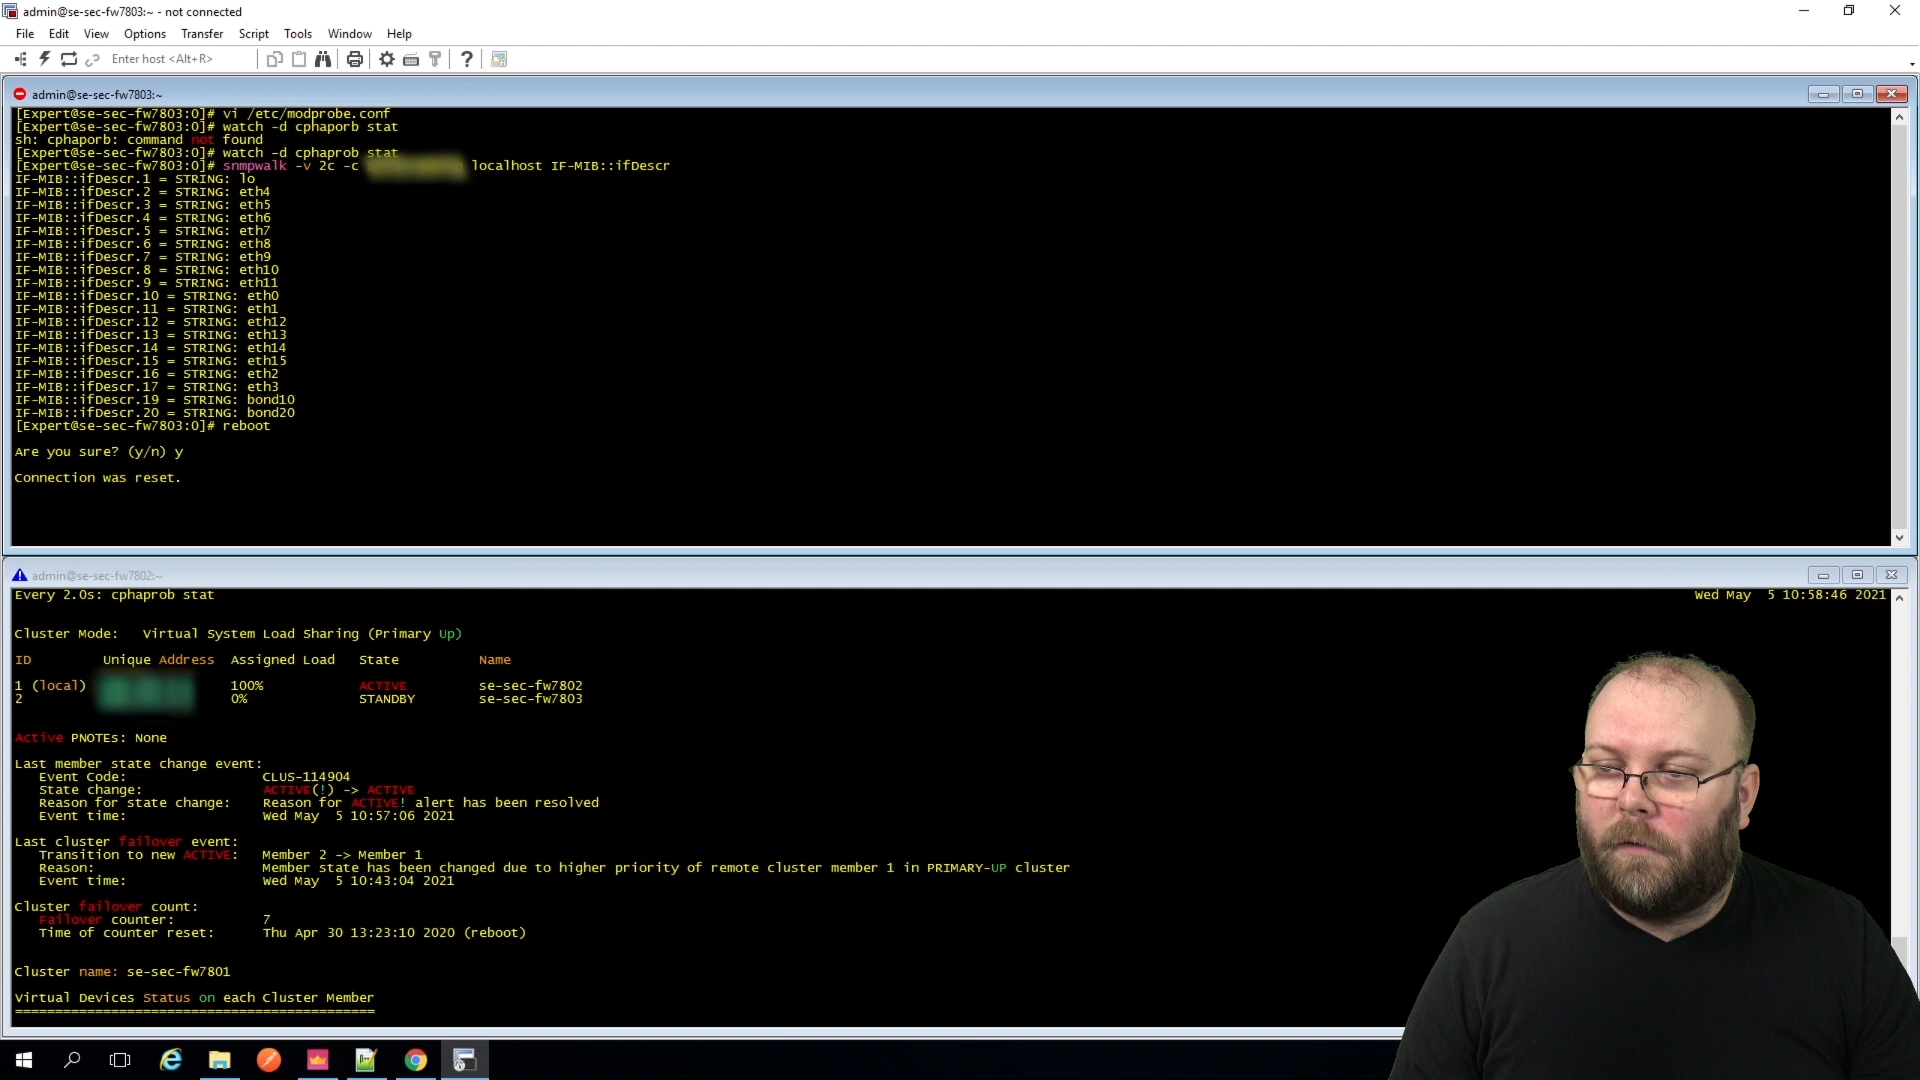 admin@se-sec-fw7803:~ - not connected
File Edit View Options Transfer Script Tools Window Help
Enter host <Alt+R>
admin@se-sec-fw7803:~
[Expert@se-sec-fw7803:0]# vi /etc/modprobe.conf
[Expert@se-sec-fw7803:0]# watch -d cphaporb stat
sh: cphaporb: command not found
[Expert@se-sec-fw7803:0]# watch -d cphaprob stat
[Expert@se-sec-fw7803:0]# snmpwalk -v 2c -c localhost IF-MIB::ifDescr
IF-MIB::ifDescr.1 = STRING: lo
IF-MIB::ifDescr.2 = STRING: eth4
IF-MIB::ifDescr.3 = STRING: eth5
IF-MIB::ifDescr.4 = STRING: eth6
IF-MIB::ifDescr.5 = STRING: eth7
IF-MIB::ifDescr.6 = STRING: eth8
IF-MIB::ifDescr.7 = STRING: eth9
IF-MIB::ifDescr.8 = STRING: eth10
IF-MIB::ifDescr.9 = STRING: eth11
IF-MIB::ifDescr.10 = STRING: eth0
IF-MIB::ifDescr.11 = STRING: eth1
IF-MIB::ifDescr.12 = STRING: eth12
IF-MIB::ifDescr.13 = STRING: eth13
IF-MIB::ifDescr.14 = STRING: eth14
IF-MIB::ifDescr.15 = STRING: eth15
IF-MIB::ifDescr.16 = STRING: eth2
IF-MIB::ifDescr.17 = STRING: eth3
IF-MIB::ifDescr.19 = STRING: bond10
IF-MIB::ifDescr.20 = STRING: bond20
[Expert@se-sec-fw7803:0]# reboot
Are you sure? (y/n) y
Connection was reset.
admin@se-sec-fw7802:~
Every 2.0s: cphaprob stat Wed May 5 10:58:46 2021
Cluster Mode: Virtual System Load Sharing (Primary Up)
ID Unique Address Assigned Load State Name
1 (local) 100% ACTIVE se-sec-fw7802
2 0% STANDBY se-sec-fw7803
Active PNOTEs: None
Last member state change event:
Event Code: CLUS-114904
State change: ACTIVE(!) -> ACTIVE
Reason for state change: Reason for ACTIVE! alert has been resolved
Event time: Wed May 5 10:57:06 2021
Last cluster failover event:
Transition to new ACTIVE: Member 2 -> Member 1
Reason: Member state has been changed due to higher priority of remote cluster member 1 in PRIMARY-UP cluster
Event time: Wed May 5 10:43:04 2021
Cluster failover count:
Failover counter: 7
Time of counter reset: Thu Apr 30 13:23:10 2020 (reboot)
Cluster name: se-sec-fw7801
Virtual Devices Status on each Cluster Member
=============================================